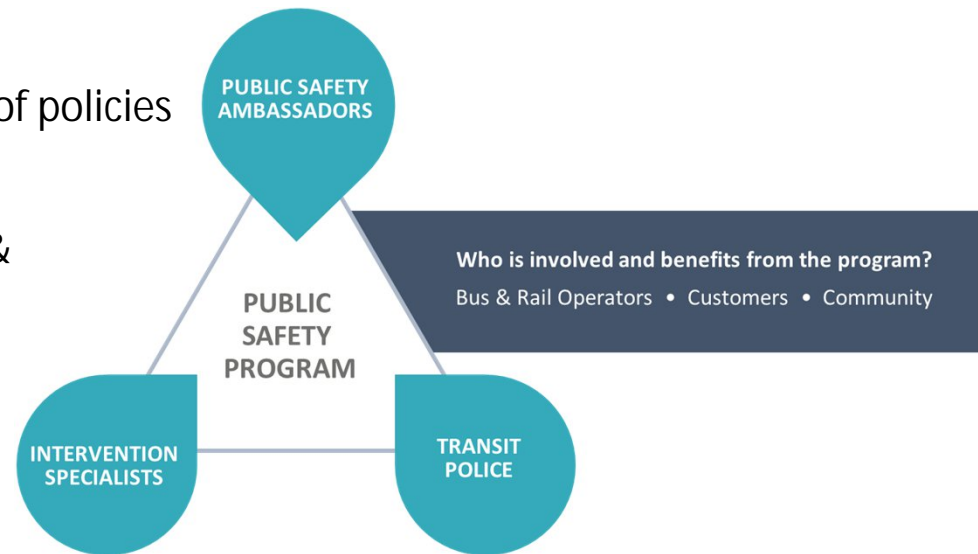 of policies
&
PUBLIC SAFETY
AMBASSADORS
Who is involved and benefits from the program?
Bus & Rail Operators • Customers • Community
PUBLIC
SAFETY
PROGRAM
INTERVENTION
SPECIALISTS
TRANSIT
POLICE